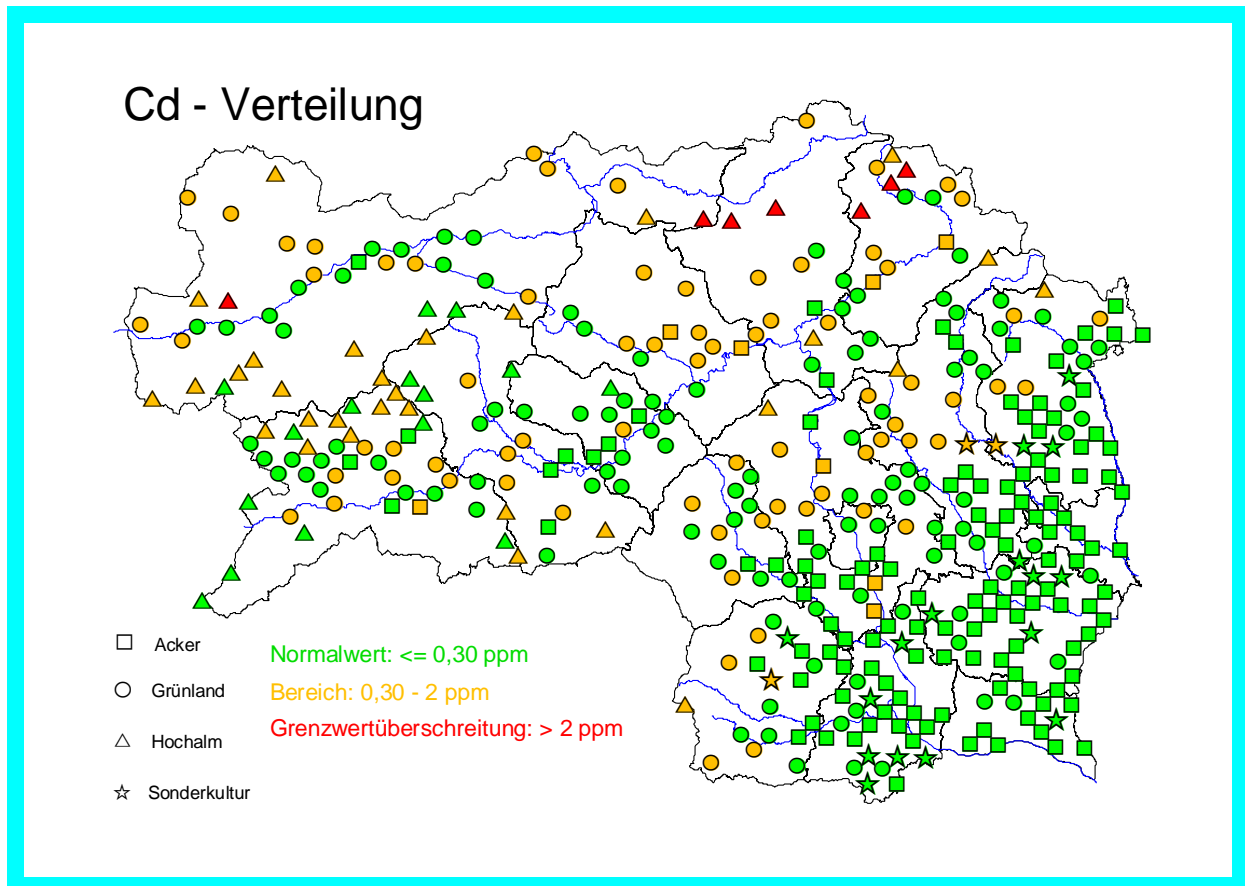 Cd - Verteilung
Acker
Grünland
Hochalm
Sonderkultur
Normalwert: <= 0,30 ppm
Bereich: 0,30 - 2 ppm
Grenzwertüberschreitung: > 2 ppm